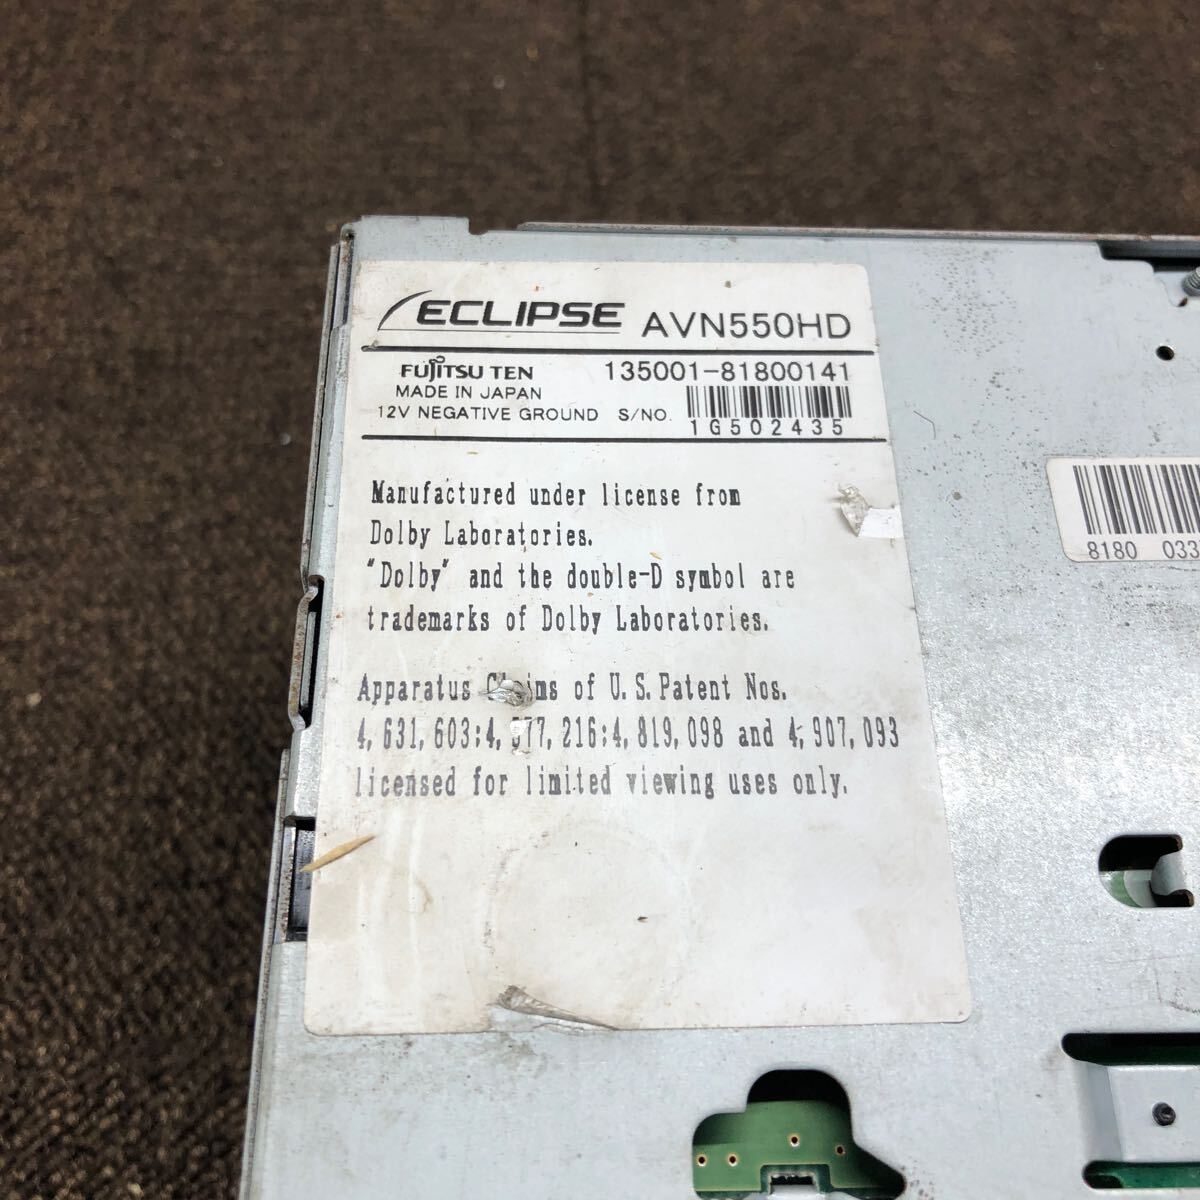 ECLIPSE AVN550HD
FUJITSU TEN 135001-81800141
MADE IN JAPAN
12V NEGATIVE GROUND S/NO.
1G502435
Manufactured under license from
Dolby Laboratories.
"Dolby" and the double-D symbol are
trademarks of Dolby Laboratories.
Apparatus Claims of U.S. Patent Nos.
4,631,603:4,577,216:4,819,098 and 4,907,093
licensed for limited viewing uses only.
8180 033